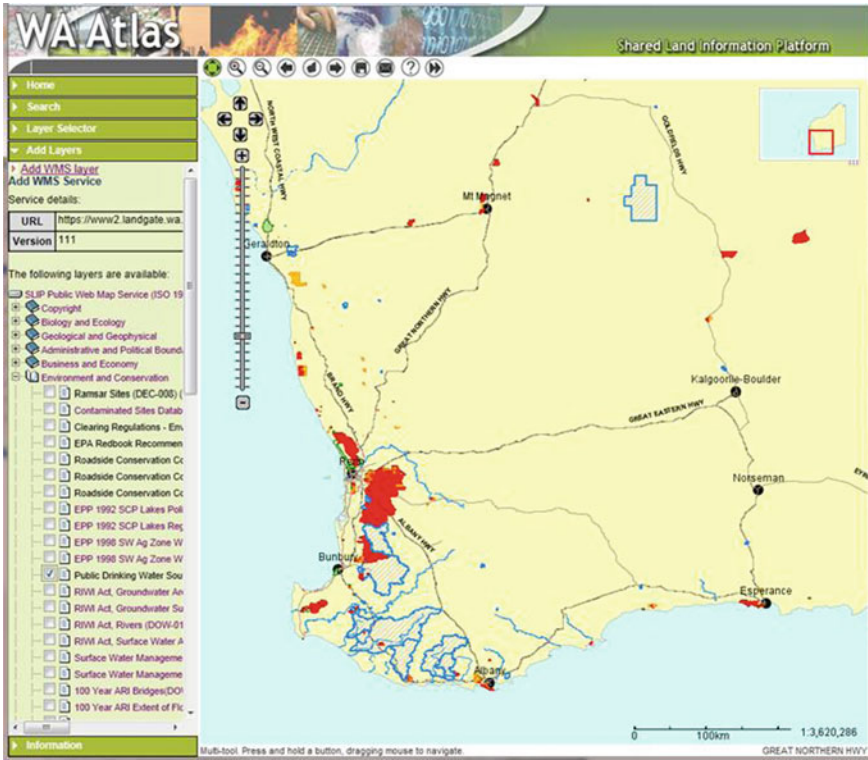 WA Atlas
Shared Land Information Platform
Home
Search
Layer Selector
Add Layers
Add WMS layer
Add WMS Service
Service details:
URL https://www2.landgate.wa.
Version 111
The following layers are available:
SLIP Public Web Map Service (ISO 19
Copyright
Biology and Ecology
Geological and Geophysical
Administrative and Political Bounda
Business and Economy
Environment and Conservation
Ramsar Sites (DEC-008) (
Contaminated Sites Datab
Clearing Regulations - Env
EPA Redbook Recommen
Roadside Conservation Co
Roadside Conservation Co
Roadside Conservation Co
EPP 1992 SCP Lakes Poli
EPP 1992 SCP Lakes Reg
EPP 1998 SW Ag Zone W
EPP 1998 SW Ag Zone W
Public Drinking Water Sou
RIWI Act, Groundwater Are
RIWI Act, Groundwater Su
RIWI Act, Rivers (DOW-01
RIWI Act, Surface Water A
Surface Water Manageme
Surface Water Manageme
100 Year ARI Bridges(DOW
100 Year ARI Extent of Flo
Information
NORTH WEST COASTAL HWY
GOLDFIELDS HWY
Mt Magnet
Geraldton
GREAT NORTHERN HWY
BRAND HWY
Kalgoorlie-Boulder
GREAT EASTERN HWY
Perth
Norseman
EYR
ALBANY HWY
Bunbury
Esperance
Albany
0 100km 1:3,620,286
Multi-tool. Press and hold a button, dragging mouse to navigate.
GREAT NORTHERN HWY